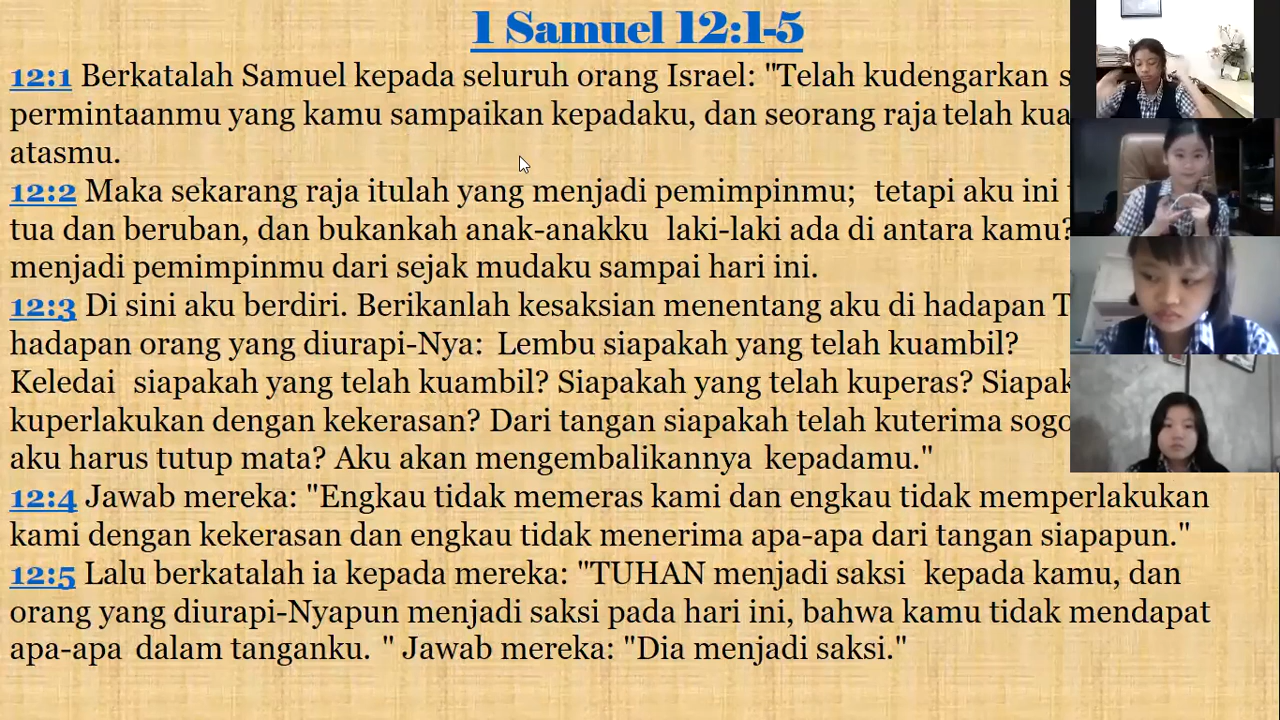 1 Samuel 12:1-5
12:1 Berkatalah Samuel kepada seluruh orang Israel: "Telah kudengarkan
permintaanmu yang kamu sampaikan kepadaku, dan seorang raja telah
atasmu.
12:2 Maka sekarang raja itulah yang menjadi pemimpinmu; tetapi aku ini
tua dan beruban, dan bukankah anak-anakku laki-laki ada di antara kamu?
menjadi pemimpinmu dari sejak mudaku sampai hari ini.
12:3 Di sini aku berdiri. Berikanlah kesaksian menentang aku di hadapan
hadapan orang yang diurapi-Nya: Lembu siapakah yang telah kuambil?
Keledai siapakah yang telah kuambil? Siapakah yang telah kuperas?
kuperlakukan dengan kekerasan? Dari tangan siapakah telah kuterima
aku harus tutup mata? Aku akan mengembalikannya kepadamu."
12:4 Jawab mereka: "Engkau tidak memeras kami dan engkau tidak memperlakukan
kami dengan kekerasan dan engkau tidak menerima apa-apa dari tangan siapapun."
12:5 Lalu berkatalah ia kepada mereka: "TUHAN menjadi saksi kepada kamu, dan
orang yang diurapi-Nyapun menjadi saksi pada hari ini, bahwa kamu tidak mendapat
apa-apa dalam tanganku. " Jawab mereka: "Dia menjadi saksi."